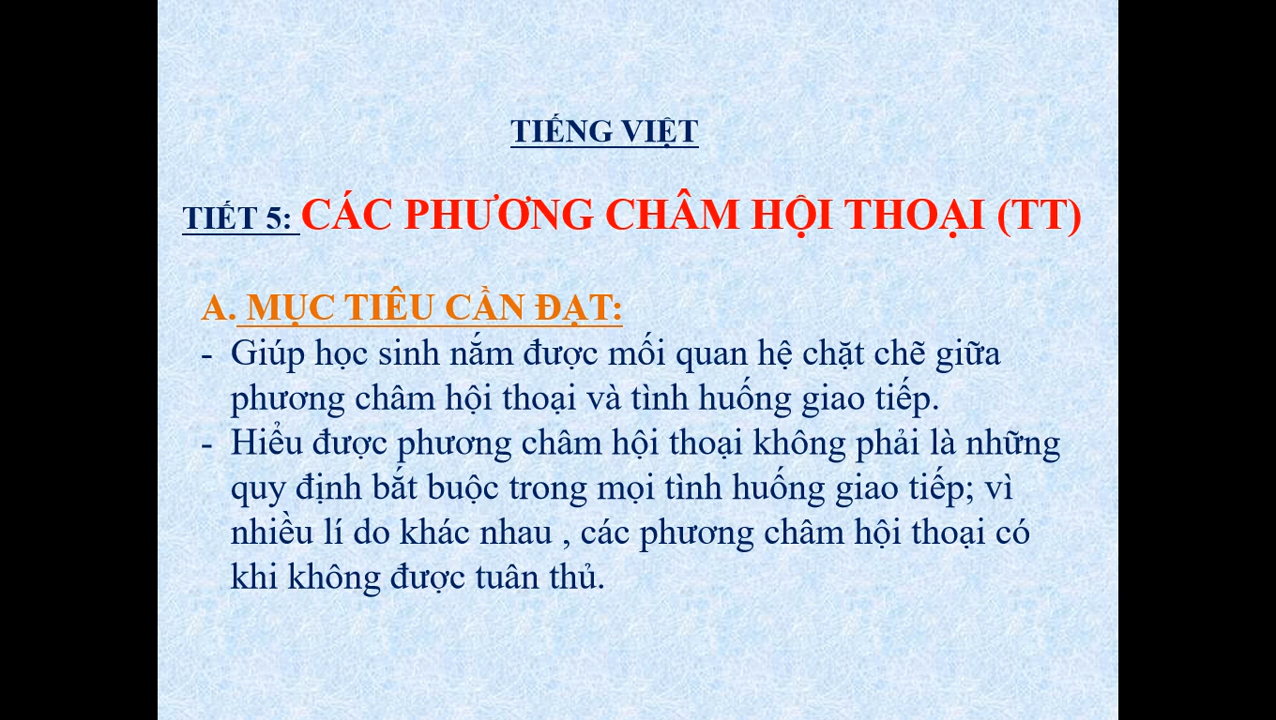 TIẾNG VIỆT
TIẾT 5: CÁC PHƯƠNG CHÂM HỘI THOẠI (TT)
A. MỤC TIÊU CẦN ĐẠT:
- Giúp học sinh nắm được mối quan hệ chặt chẽ giữa
phương châm hội thoại và tình huống giao tiếp.
- Hiểu được phương châm hội thoại không phải là những
quy định bắt buộc trong mọi tình huống giao tiếp; vì
nhiều lí do khác nhau , các phương châm hội thoại có
khi không được tuân thủ.